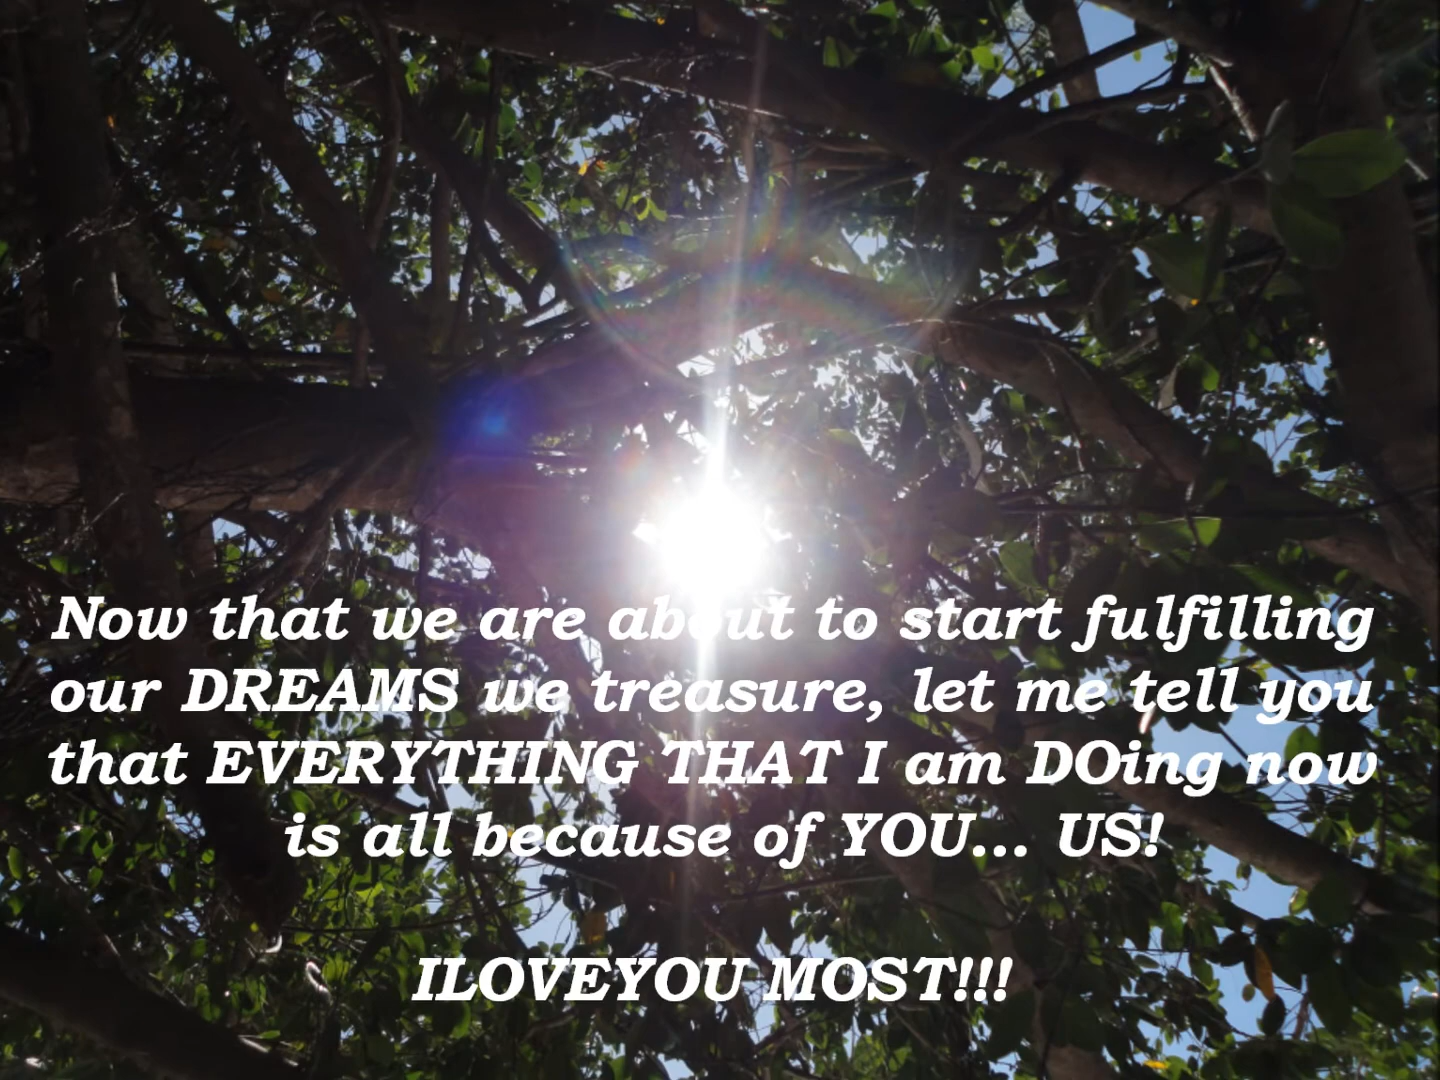 Now that we are about to start fulfilling
our DREAMS we treasure, let me tell you
that EVERYTHING THAT I am DOing now
is all because of YOU... US!
ILOVEYOU MOST!!!